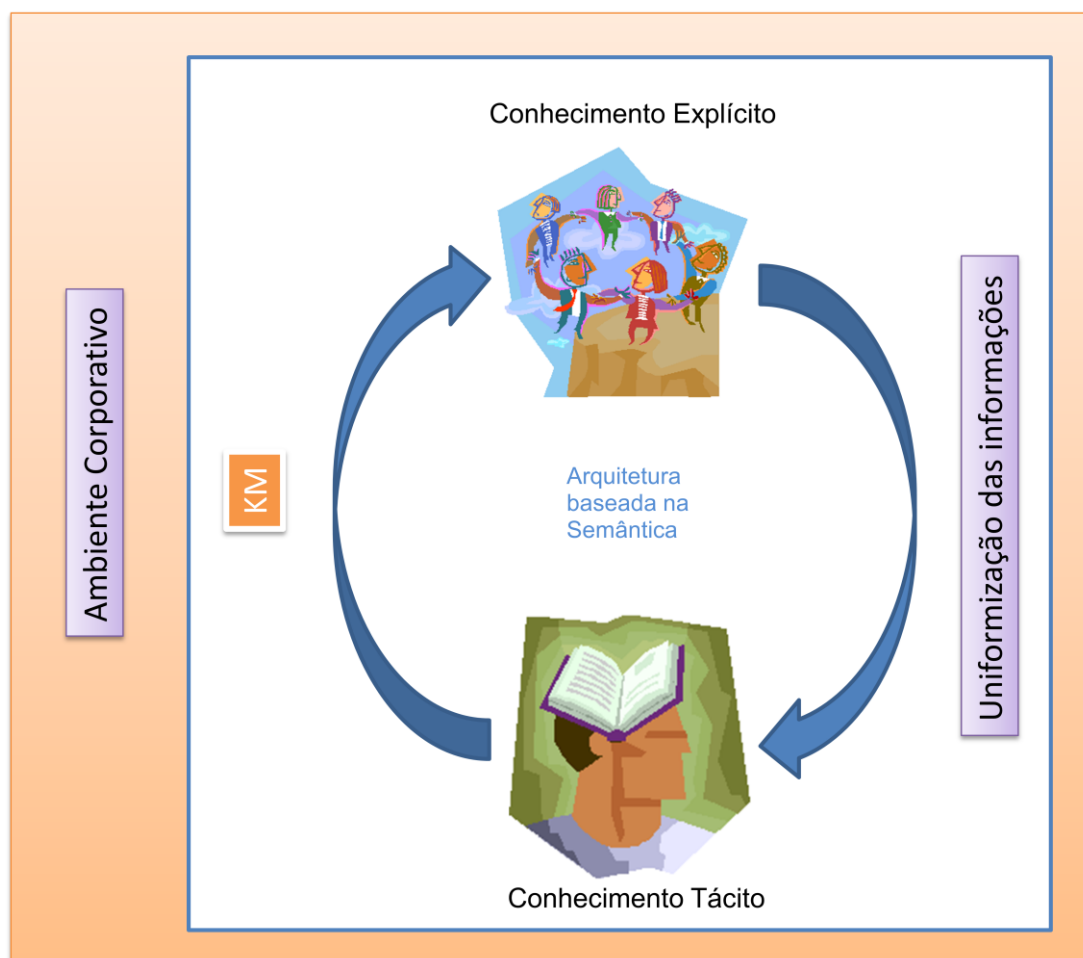 Conhecimento Explícito
Ambiente Corporativo
KM
Arquitetura
baseada na
Semântica
Uniformização das informações
Conhecimento Tácito